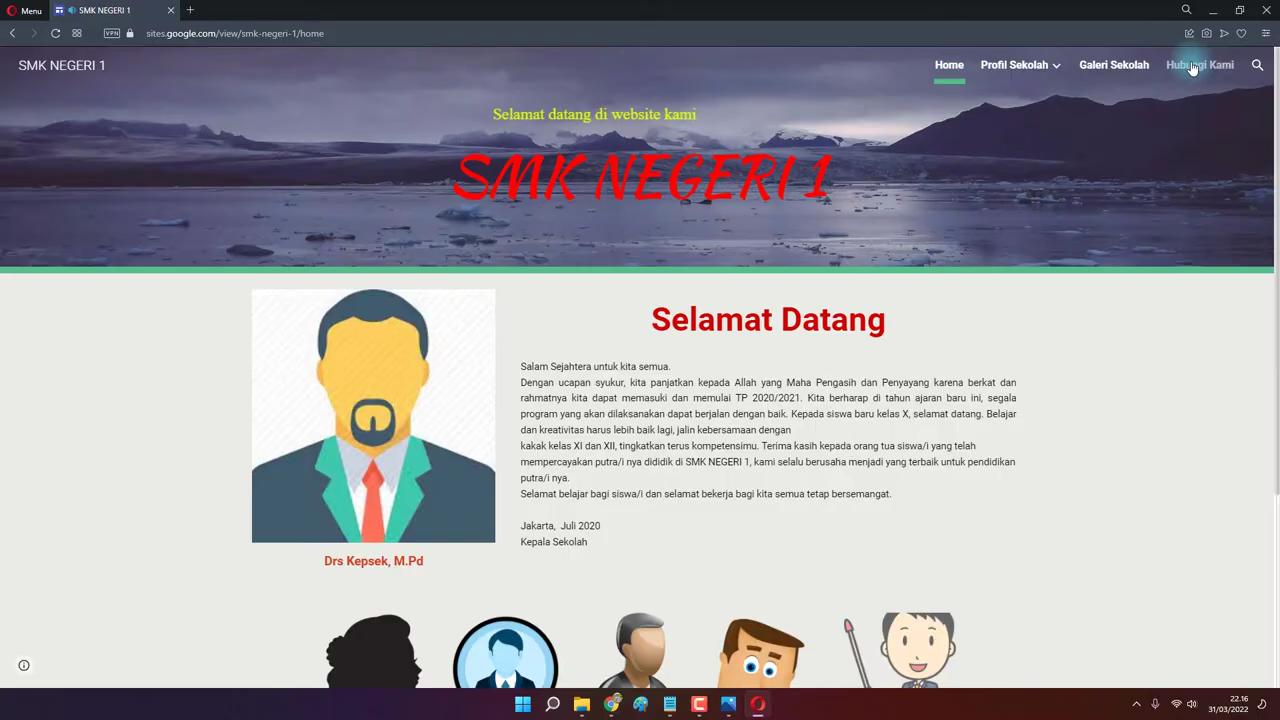 Menu
SMK NEGERI 1
VPN
sites.google.com/view/smk-negeri-1/home
SMK NEGERI 1
Home
Profil Sekolah
Galeri Sekolah
Hubungi Kami
Selamat datang di website kami
SMK NEGERI 1
Selamat Datang
Salam Sejahtera untuk kita semua.
Dengan ucapan syukur, kita panjatkan kepada Allah yang Maha Pengasih dan Penyayang karena berkat dan
rahmatnya kita dapat memasuki dan memulai TP 2020/2021. Kita berharap di tahun ajaran baru ini, segala
program yang akan dilaksanakan dapat berjalan dengan baik. Kepada siswa baru kelas X, selamat datang. Belajar
dan kreativitas harus lebih baik lagi, jalin kebersamaan dengan
kakak kelas XI dan XII, tingkatkan terus kompetensimu. Terima kasih kepada orang tua siswa/i yang telah
mempercayakan putra/i nya dididik di SMK NEGERI 1, kami selalu berusaha menjadi yang terbaik untuk pendidikan
putra/i nya.
Selamat belajar bagi siswa/i dan selamat bekerja bagi kita semua tetap bersemangat.
Jakarta, Juli 2020
Kepala Sekolah
Drs Kepsek, M.Pd
22.16
31/03/2022